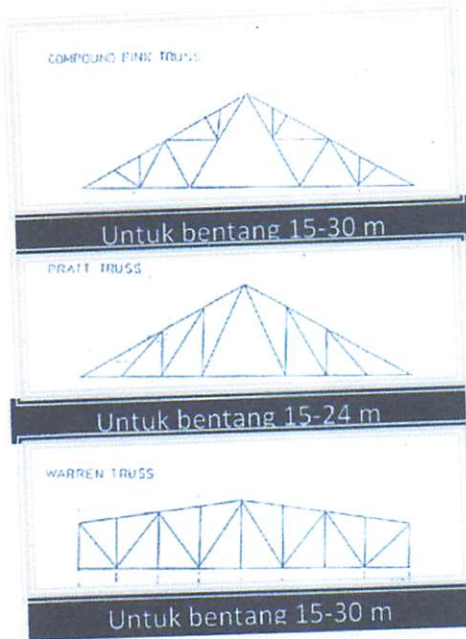 COMPOUND FINK TRUSS
Untuk bentang 15-30 m
PRATT TRUSS
Untuk bentang 15-24 m
WARREN TRUSS
Untuk bentang 15-30 m